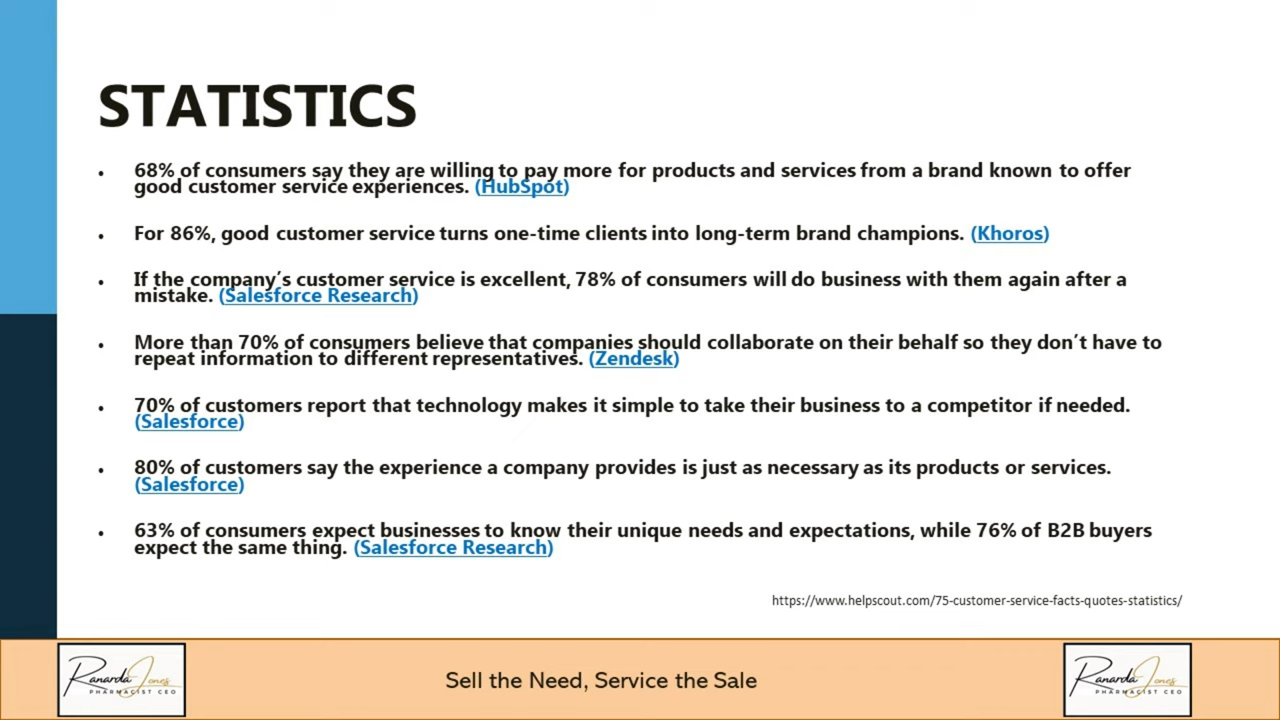 STATISTICS
• 68% of consumers say they are willing to pay more for products and services from a brand known to offer
good customer service experiences. (HubSpot)
• For 86%, good customer service turns one-time clients into long-term brand champions. (Khoros)
• If the company’s customer service is excellent, 78% of consumers will do business with them again after a
mistake. (Salesforce Research)
• More than 70% of consumers believe that companies should collaborate on their behalf so they don’t have to
repeat information to different representatives. (Zendesk)
• 70% of customers report that technology makes it simple to take their business to a competitor if needed.
(Salesforce)
• 80% of customers say the experience a company provides is just as necessary as its products or services.
(Salesforce)
• 63% of consumers expect businesses to know their unique needs and expectations, while 76% of B2B buyers
expect the same thing. (Salesforce Research)
https://www.helpscout.com/75-customer-service-facts-quotes-statistics/
Ranarda Jones
PHARMACIST CEO
Sell the Need, Service the Sale
Ranarda Jones
PHARMACIST CEO